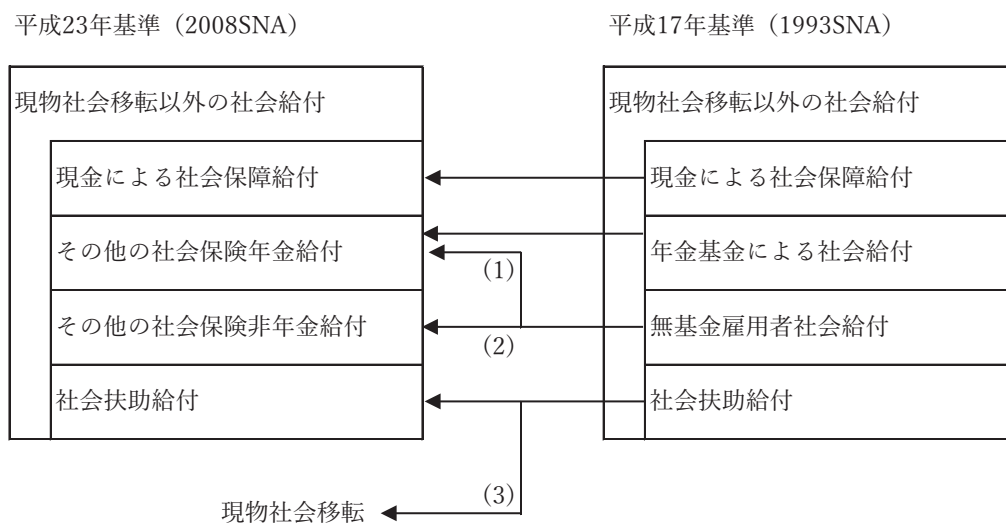 平成23年基準（2008SNA）
平成17年基準（1993SNA）
現物社会移転以外の社会給付
現金による社会保障給付
その他の社会保険年金給付
その他の社会保険非年金給付
社会扶助給付
現物社会移転以外の社会給付
現金による社会保障給付
年金基金による社会給付
無基金雇用者社会給付
社会扶助給付
(1)
(2)
(3)
現物社会移転